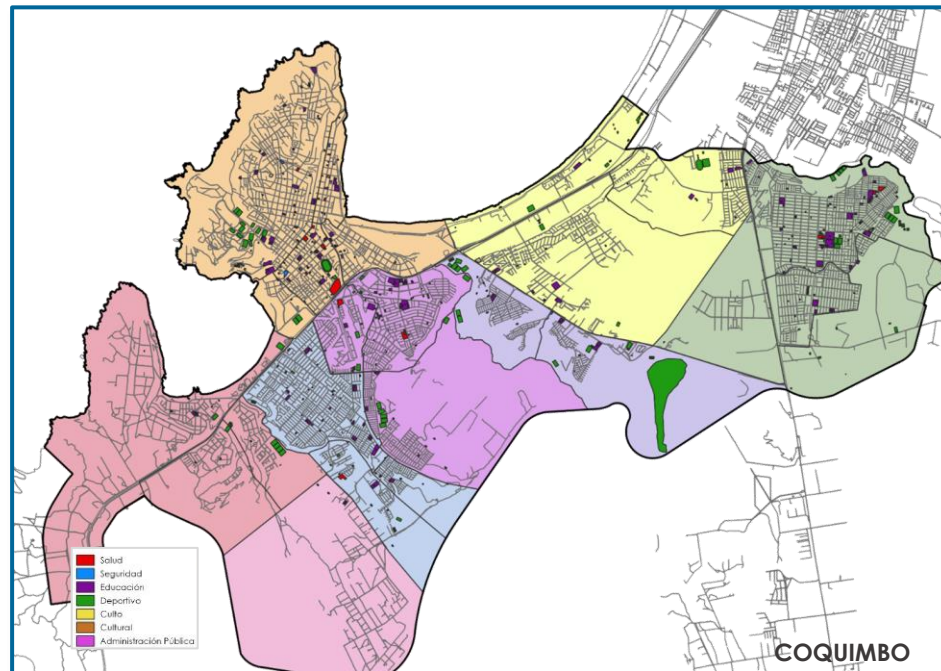 Salud
Seguridad
Educación
Deportivo
Culto
Cultural
Administración Pública
COQUIMBO